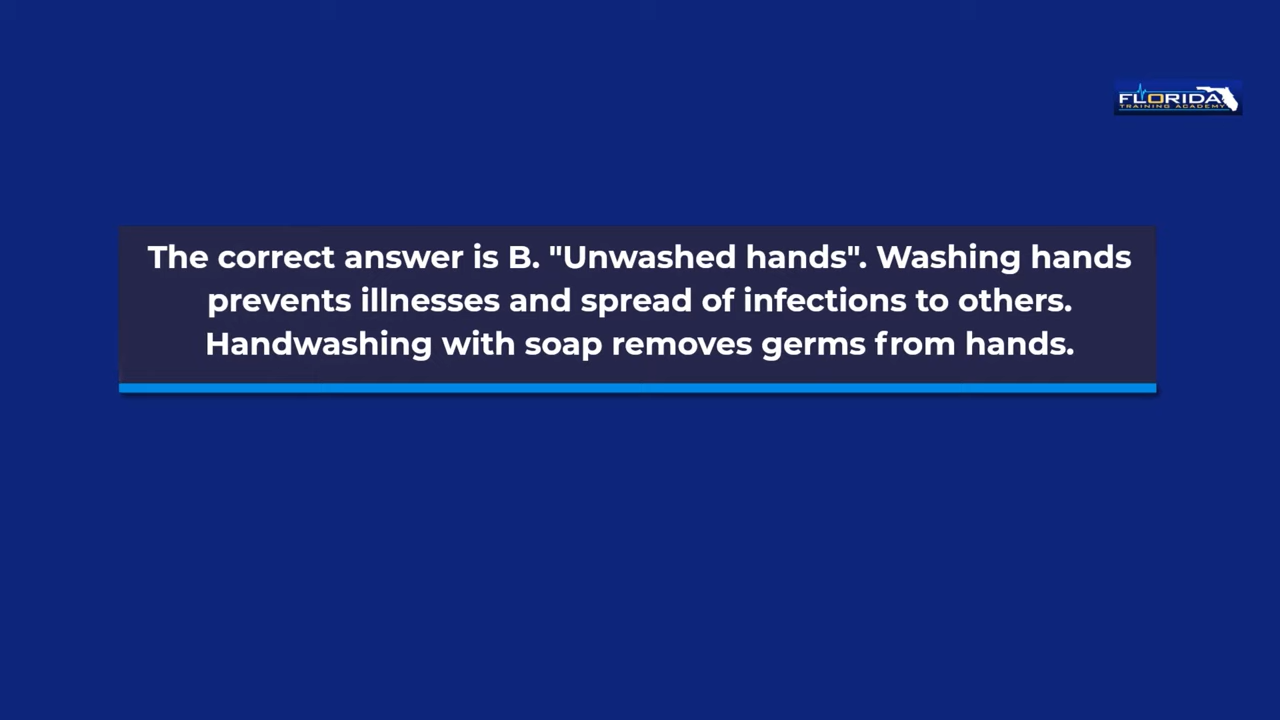 FLORIDA
TRAINING ACADEMY
The correct answer is B. "Unwashed hands". Washing hands
prevents illnesses and spread of infections to others.
Handwashing with soap removes germs from hands.